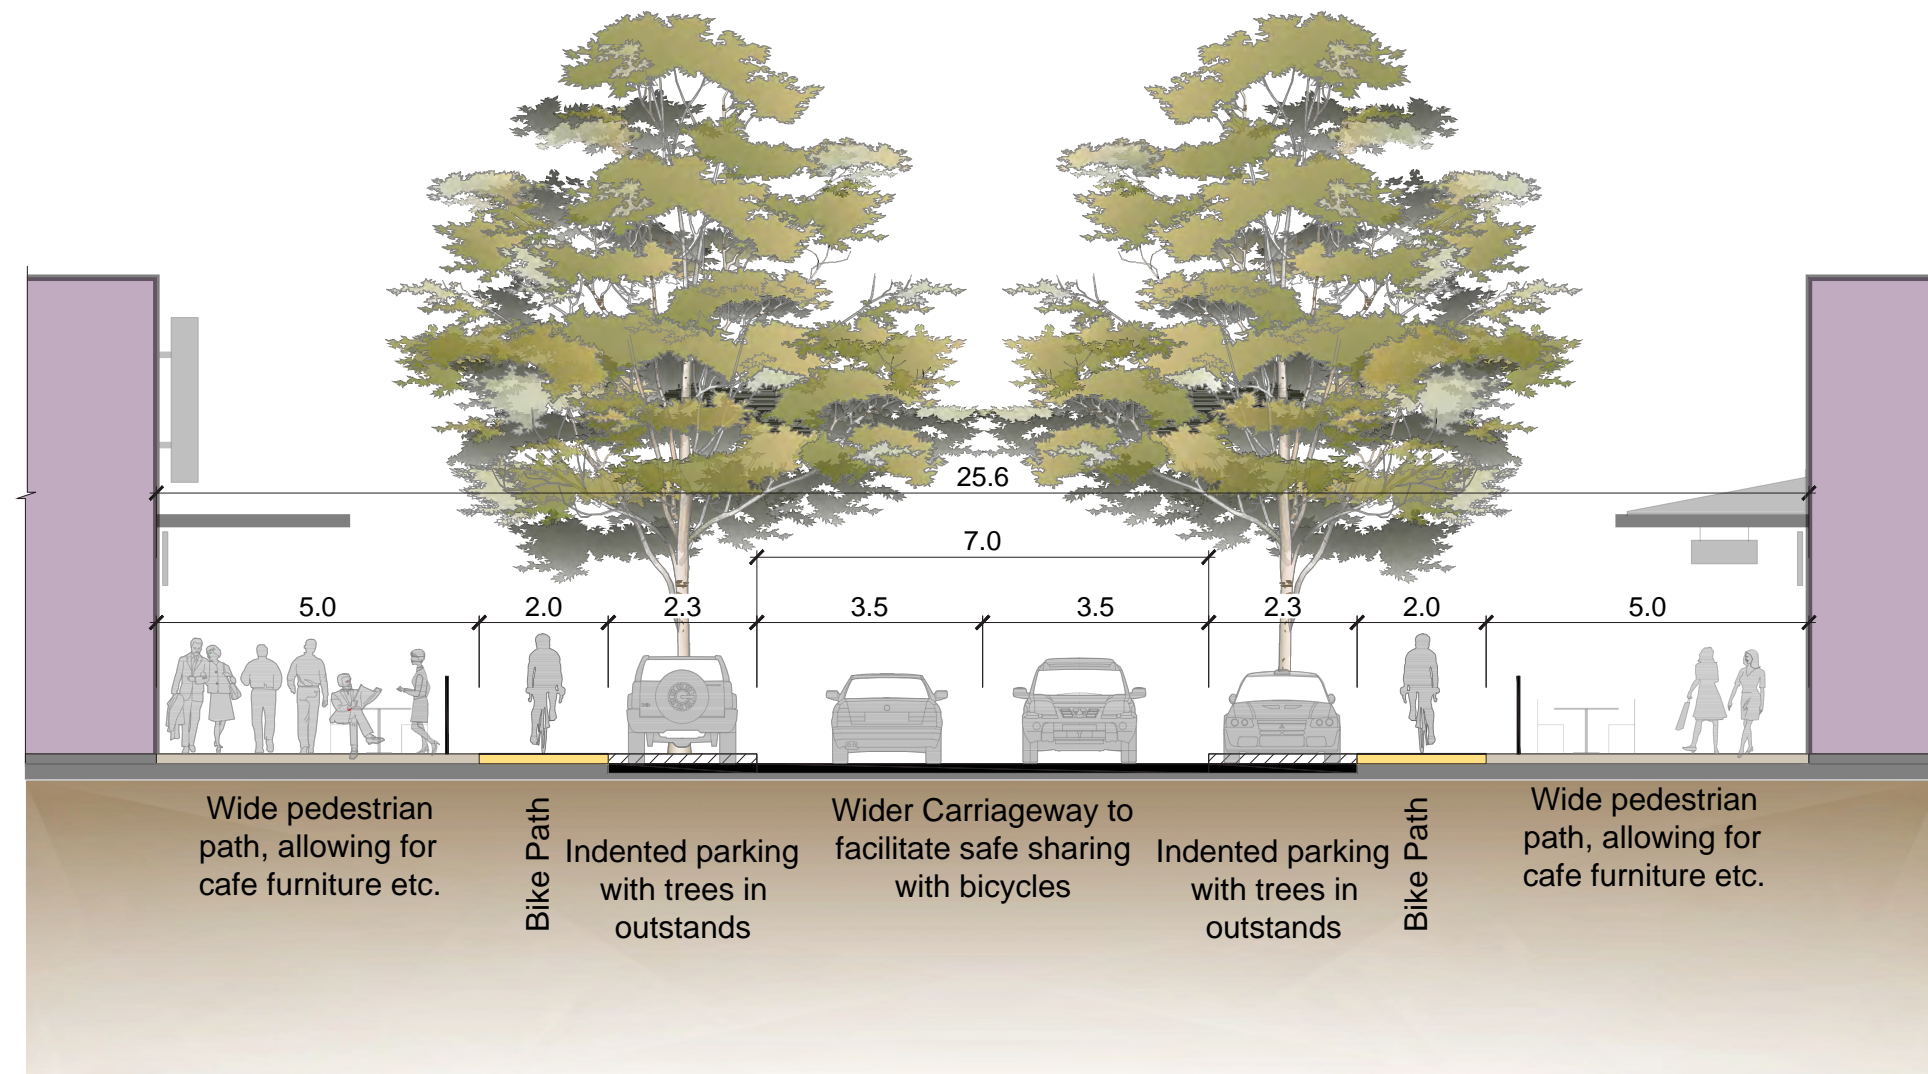 25.6
7.0
5.0
2.0
2.3
3.5
3.5
2.3
2.0
5.0
Wide pedestrian
path, allowing for
cafe furniture etc.
Bike Path
Indented parking
with trees in
outstands
Wider Carriageway to
facilitate safe sharing
with bicycles
Indented parking
with trees in
outstands
Bike Path
Wide pedestrian
path, allowing for
cafe furniture etc.